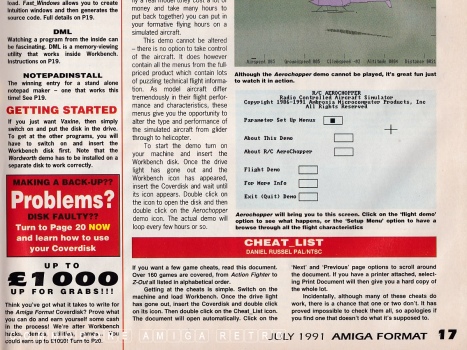 load. Fast_Windows allows you to create
intuition windows and then generates the
source code. Full details on P19.
DML
Watching a program from the inside can
be fascinating. DML is a memory-viewing
utility that works inside Workbench.
Instructions on P19.
NOTEPADINSTALL
The winning entry for a stand alone
notepad maker – one that works this
time! See P19.
GETTING STARTED
If you just want Vaxine, then simply
switch on and put the disk in the drive.
To get at the other programs, you will
have to switch on and insert the
Workbench disk first. Note that the
Wordworth demo has to be installed on a
separate disk to work correctly.
MAKING A BACK-UP??
Problems?
DISK FAULTY??
Turn to Page 20 NOW
and learn how to use
your Coverdisk
UP TO
£1000
UP FOR GRABS!!!
Think you've got what it takes to write for
the Amiga Format Coverdisk? Prove what
you can do and earn yourself some cash
in the process! We're after Workbench
could earn up to £1000! Turn to P20.
fly a real model they cost a lot of
money and take many hours to
put back together) you can put in
your formative flying hours on a
simulated aircraft.
This demo cannot be altered
– there is no option to take control
of the aircraft. It does however
contain all the menus from the full-
priced product which contain lots
of puzzling technical flight informa-
tion. As model aircraft differ
tremendously in their flight perfor-
mance and characteristics, these
menus give you the opportunity to
alter the type and performance of
the simulated aircraft from glider
through to helicopter.
To start the demo turn on
your machine and insert the
Workbench disk. Once the drive
light has gone out and the
Workbench icon has appeared,
insert the Coverdisk and wait until
its icon appears. Double click on
the icon to open the disk and then
double click on the Aerochopper
demo icon. The actual demo will
loop every few hours or so.
Although the Aerochopper demo cannot be played, it's great fun just
to watch it in action.
R/C AEROCHOPPER
Radio Controlled Aircraft Simulator
Copyright 1986-1991 Ambrosia Microcomputer Products, Inc
All Rights Reserved
Parameter Set Up Menus
About This Demo
About R/C AeroChopper
Flight Demo
For More Info
Exit (Quit) Demo
Aerochopper will bring you to this screen. Click on the 'flight demo'
option to see what happens, or the 'Setup Menu' option to have a
browse through all the flight characteristics
CHEAT_LIST
DANIEL RUSSEL PAL/NTSC
If you want a few game cheats, read this document.
Over 160 games are covered, from Action Fighter to
Z-Out all listed in alphabetical order.
Getting at the cheats is simple. Switch on the
machine and load Workbench. Once the drive light
has gone out, insert the Coverdisk and double click
on its icon. Then double click on the Cheat_List icon.
The document will open automatically. Click on the
'Next' and 'Previous' page options to scroll around
the document. If you have a printer attached, select-
ing Print Document will then give you a hard copy of
the whole lot.
Incidentally, although many of these cheats do
work, there is a chance that one or two don't. It has
proved impossible to check them all, so apologies if
you find one that doesn't do what it's supposed to.
JULY 1991 AMIGA FORMAT 17